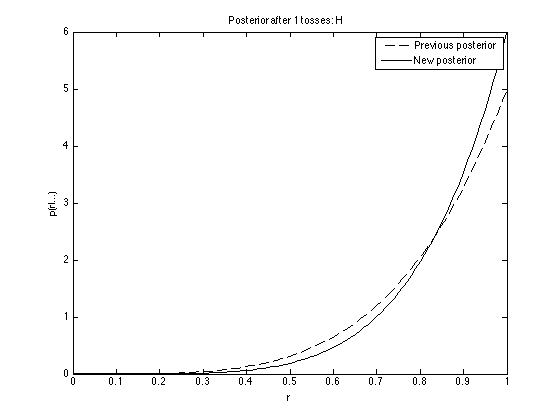 Posterior after 1 tosses: H
6
Previous posterior
New posterior
5
4
3
p(r|...)
2
1
0
0 0.1 0.2 0.3 0.4 0.5 0.6 0.7 0.8 0.9 1
r